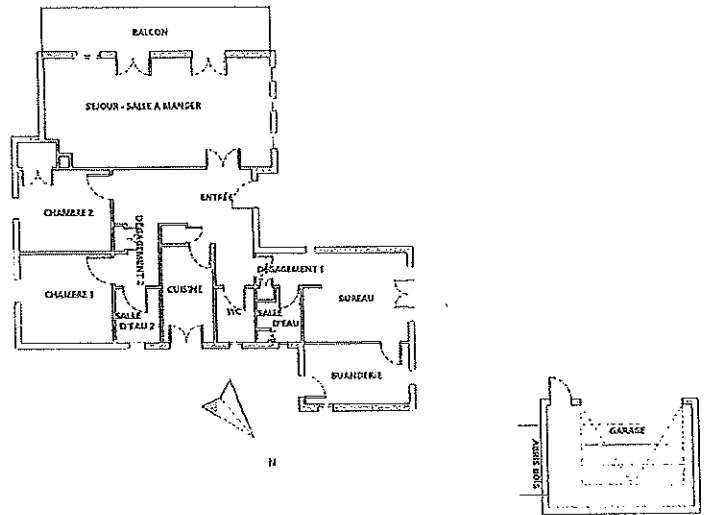 BALCON
SEJOUR - SALLE A MANGER
ENTRÉE
CHAMBRE 2
DEGAGEMENT 2
DEGAGEMENT 1
CHAMBRE 1
CUISINE
BUREAU
WC
SALLE
D'EAU 2
SALLE
D'EAU
BUANDERIE
N
GARAGE
ABRIS BOIS